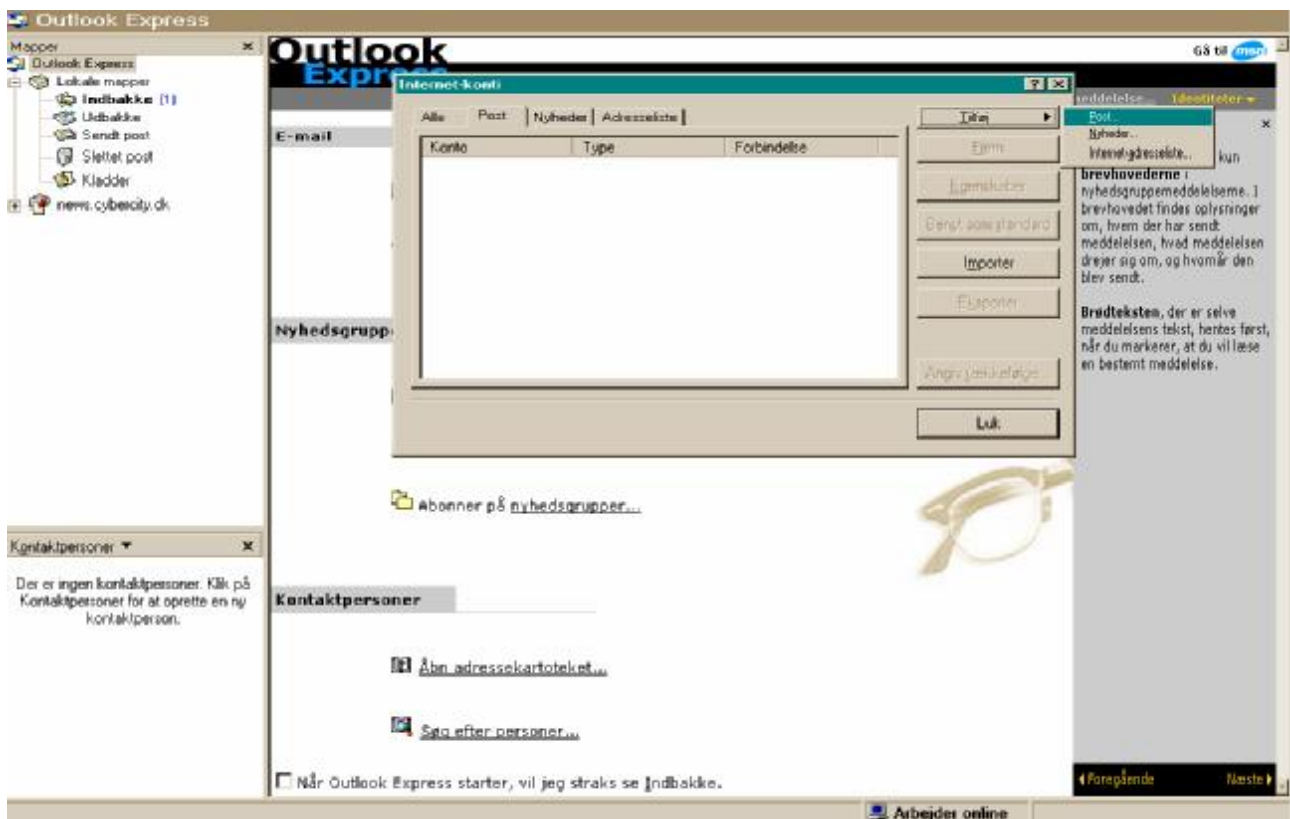 Outlook Express
Mapper
Outlook Express
Lokale mapper
Indbakke (1)
Udbakke
Sendt post
Slettet post
Kladder
news.cybercity.dk
Kontaktpersoner
Der er ingen kontaktpersoner. Klik på
Kontaktpersoner for at oprette en ny
kontaktperson.
Outlook
Express
Gå til msn
E-mail
Nyhedsgruppe
Abonner på nyhedsgrupper...
Kontaktpersoner
Åbn adressekartoteket...
Søg efter personer...
Når Outlook Express starter, vil jeg straks se Indbakke.
Internet-konti
Alle Post Nyheder Adresseliste
Konto Type Forbindelse
Tilføj
Fjern
Egenskaber
Benyt som standard
Importer
Eksporter...
Angiv rækkefølge...
Luk
Post...
Nyheder...
Internet-adresseliste...
meddelelse... Identiteter
kun
brevhovederne i
nyhedsgruppemeddelelserne. I
brevhovedet findes oplysninger
om, hvem der har sendt
meddelelsen, hvad meddelelsen
drejer sig om, og hvornår den
blev sendt.
Brødteksten, der er selve
meddelelsens tekst, hentes først,
når du markerer, at du vil læse
en bestemt meddelelse.
Foregående Næste
Arbejder online